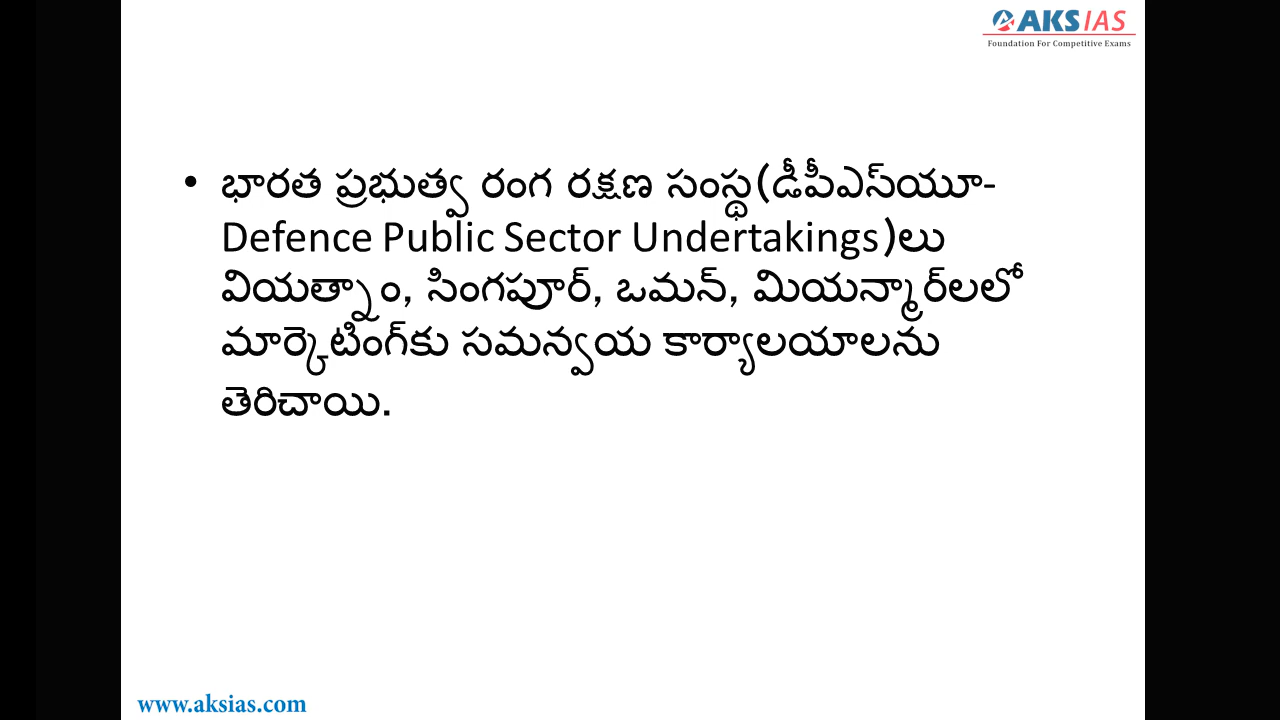 AKS IAS
Foundation For Competitive Exams
• భారత ప్రభుత్వ రంగ రక్షణ సంస్థ(డీపీఎస్‌యూ-
Defence Public Sector Undertakings)లు
వియత్నాం, సింగపూర్, ఒమన్, మియన్మార్‌లలో
మార్కెటింగ్‌కు సమన్వయ కార్యాలయాలను
తెరిచాయి.
www.aksias.com